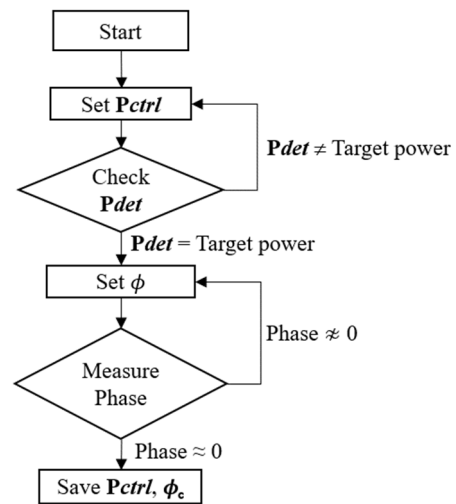 Start
Set Pctrl
Check
Pdet
Pdet ≠ Target power
Pdet = Target power
Set ϕ
Measure
Phase
Phase ≉ 0
Phase ≈ 0
Save Pctrl, ϕc